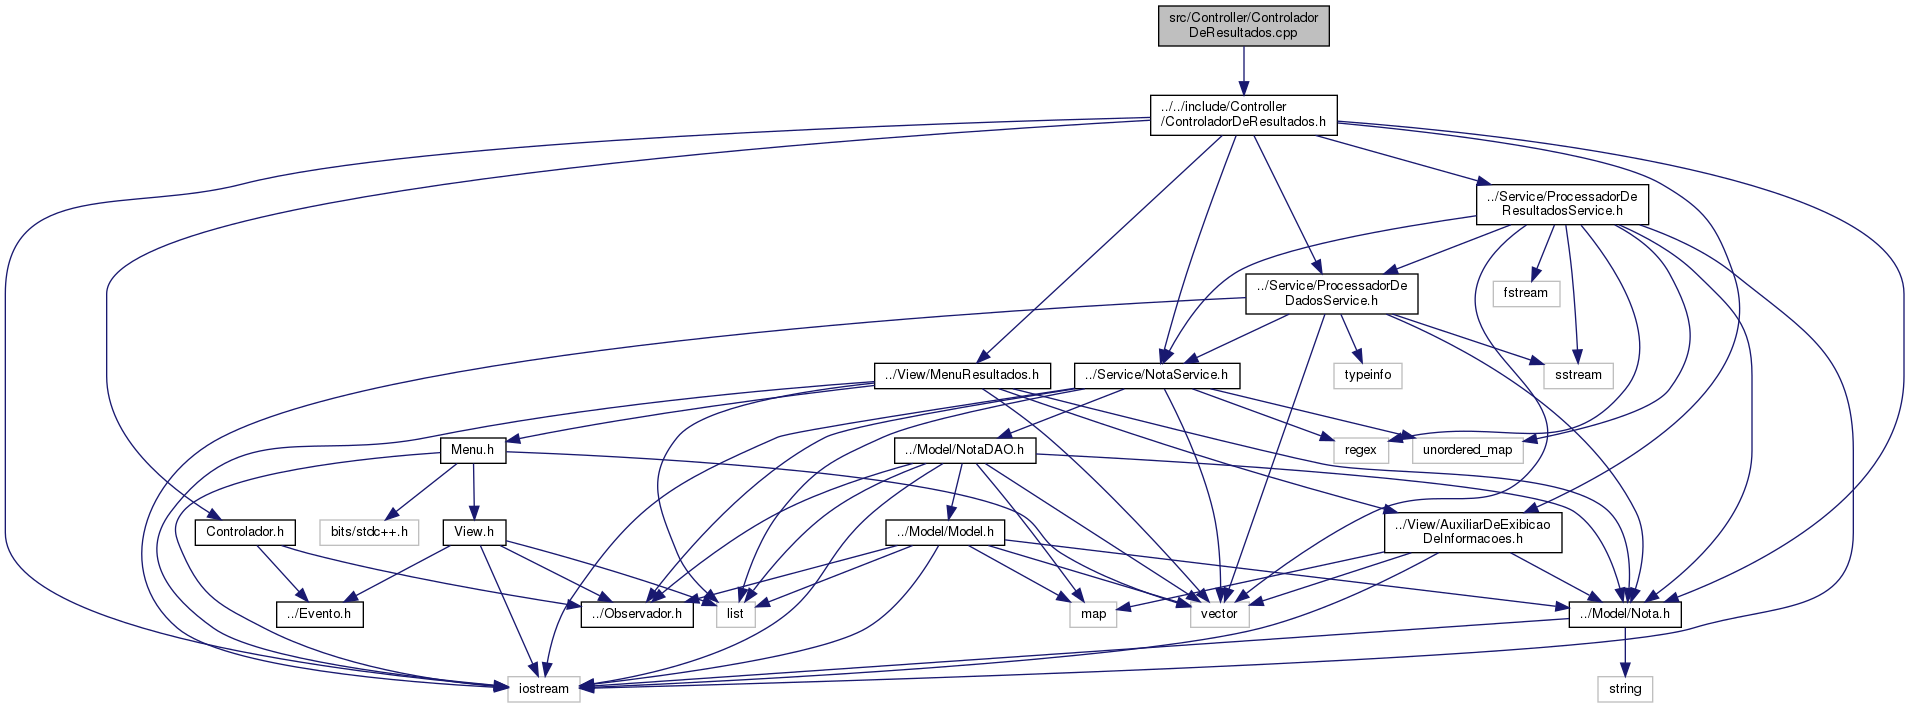 src/Controller/Controlador
DeResultados.cpp
../../include/Controller
/ControladorDeResultados.h
../Service/ProcessadorDe
ResultadosService.h
../Service/ProcessadorDe
DadosService.h
fstream
../View/MenuResultados.h
../Service/NotaService.h
typeinfo
sstream
Menu.h
../Model/NotaDAO.h
regex
unordered_map
Controlador.h
bits/stdc++.h
View.h
../Model/Model.h
../View/AuxiliarDeExibicao
DeInformacoes.h
../Evento.h
../Observador.h
list
map
vector
../Model/Nota.h
iostream
string